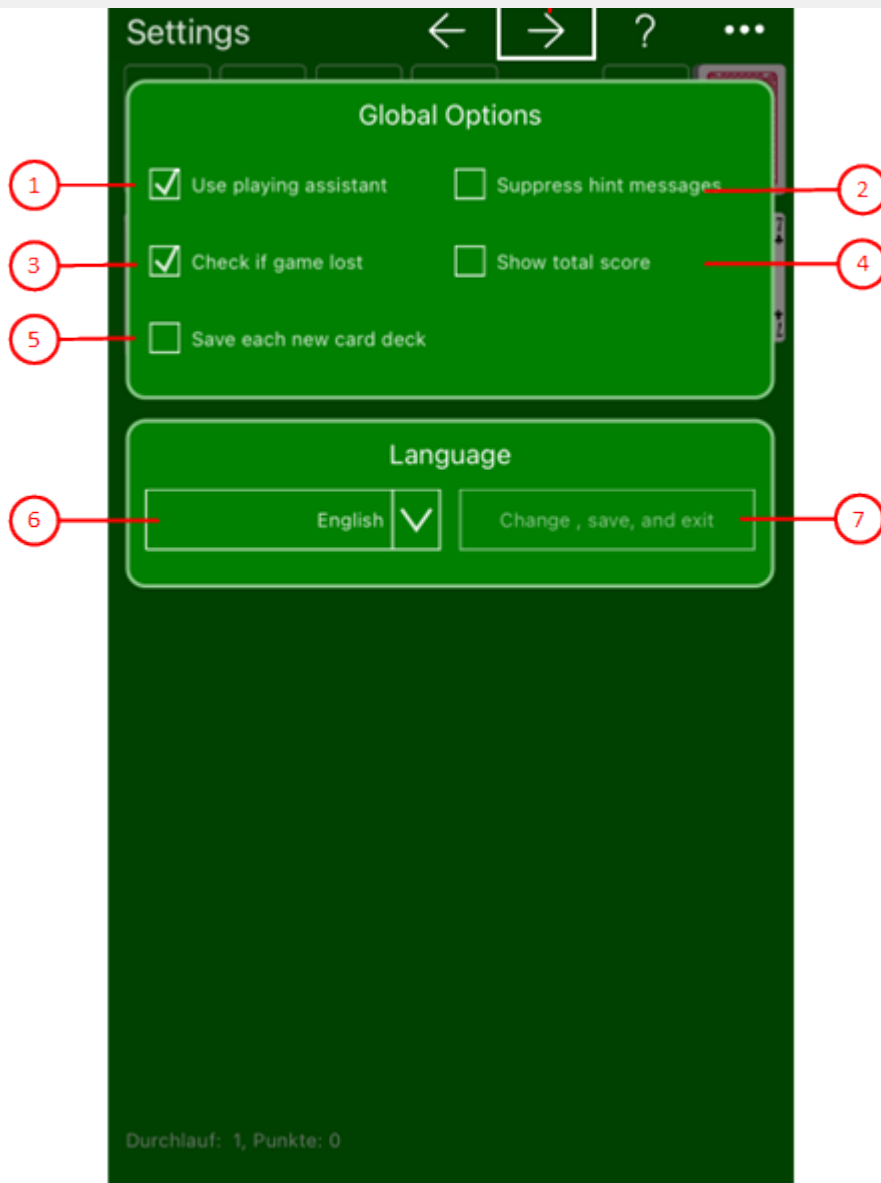 Settings ?
Global Options
1 Use playing assistant Suppress hint messages 2
3 Check if game lost Show total score 4
5 Save each new card deck
Language
6 English Change , save, and exit 7
Durchlauf: 1, Punkte: 0